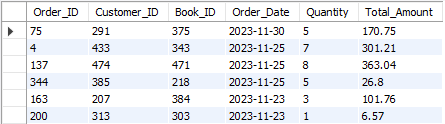 Order_ID Customer_ID Book_ID Order_Date Quantity Total_Amount
75 291 375 2023-11-30 5 170.75
4 433 343 2023-11-25 7 301.21
137 474 471 2023-11-25 8 363.04
344 385 218 2023-11-25 5 26.8
163 207 384 2023-11-23 3 101.76
200 313 303 2023-11-23 1 6.57